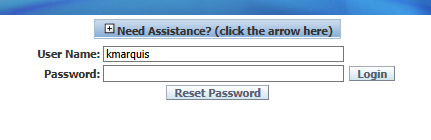 Need Assistance? (click the arrow here)
User Name: kmarquis
Password: Login
Reset Password